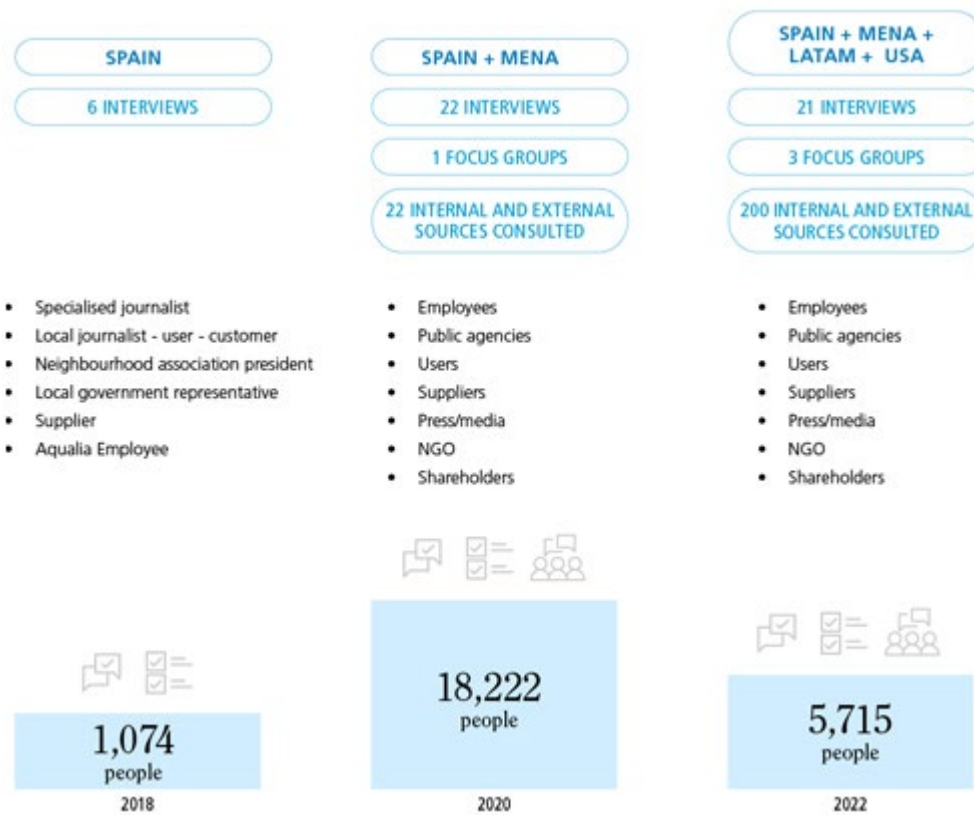 SPAIN
6 INTERVIEWS
SPAIN + MENA
22 INTERVIEWS
1 FOCUS GROUPS
22 INTERNAL AND EXTERNAL
SOURCES CONSULTED
SPAIN + MENA +
LATAM + USA
21 INTERVIEWS
3 FOCUS GROUPS
200 INTERNAL AND EXTERNAL
SOURCES CONSULTED
• Specialised journalist
• Local journalist - user - customer
• Neighbourhood association president
• Local government representative
• Supplier
• Aqualia Employee
• Employees
• Public agencies
• Users
• Suppliers
• Press/media
• NGO
• Shareholders
• Employees
• Public agencies
• Users
• Suppliers
• Press/media
• NGO
• Shareholders
1,074
people
2018
18,222
people
2020
5,715
people
2022